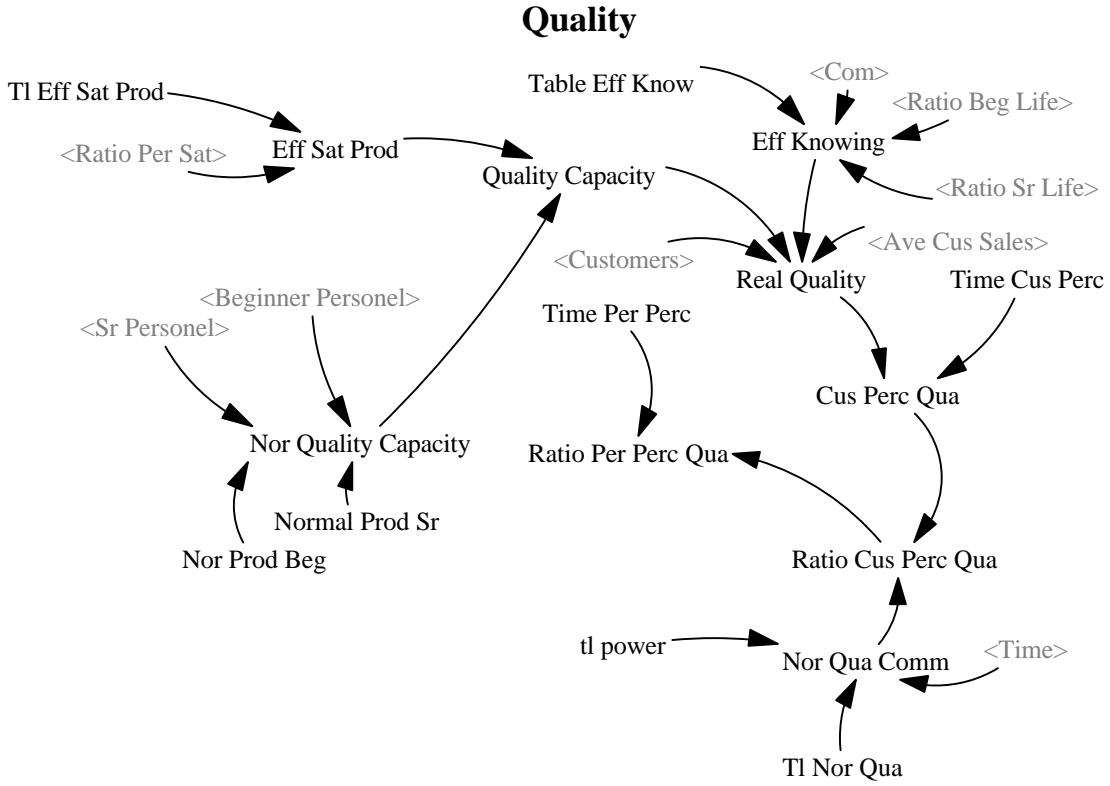 Quality
Tl Eff Sat Prod
Table Eff Know
<Com>
<Ratio Beg Life>
<Ratio Per Sat>
Eff Sat Prod
Eff Knowing
Quality Capacity
<Ratio Sr Life>
<Customers>
<Ave Cus Sales>
Real Quality
Time Cus Perc
<Beginner Personel>
<Sr Personel>
Time Per Perc
Cus Perc Qua
Nor Quality Capacity
Ratio Per Perc Qua
Normal Prod Sr
Nor Prod Beg
Ratio Cus Perc Qua
tl power
Nor Qua Comm
<Time>
Tl Nor Qua